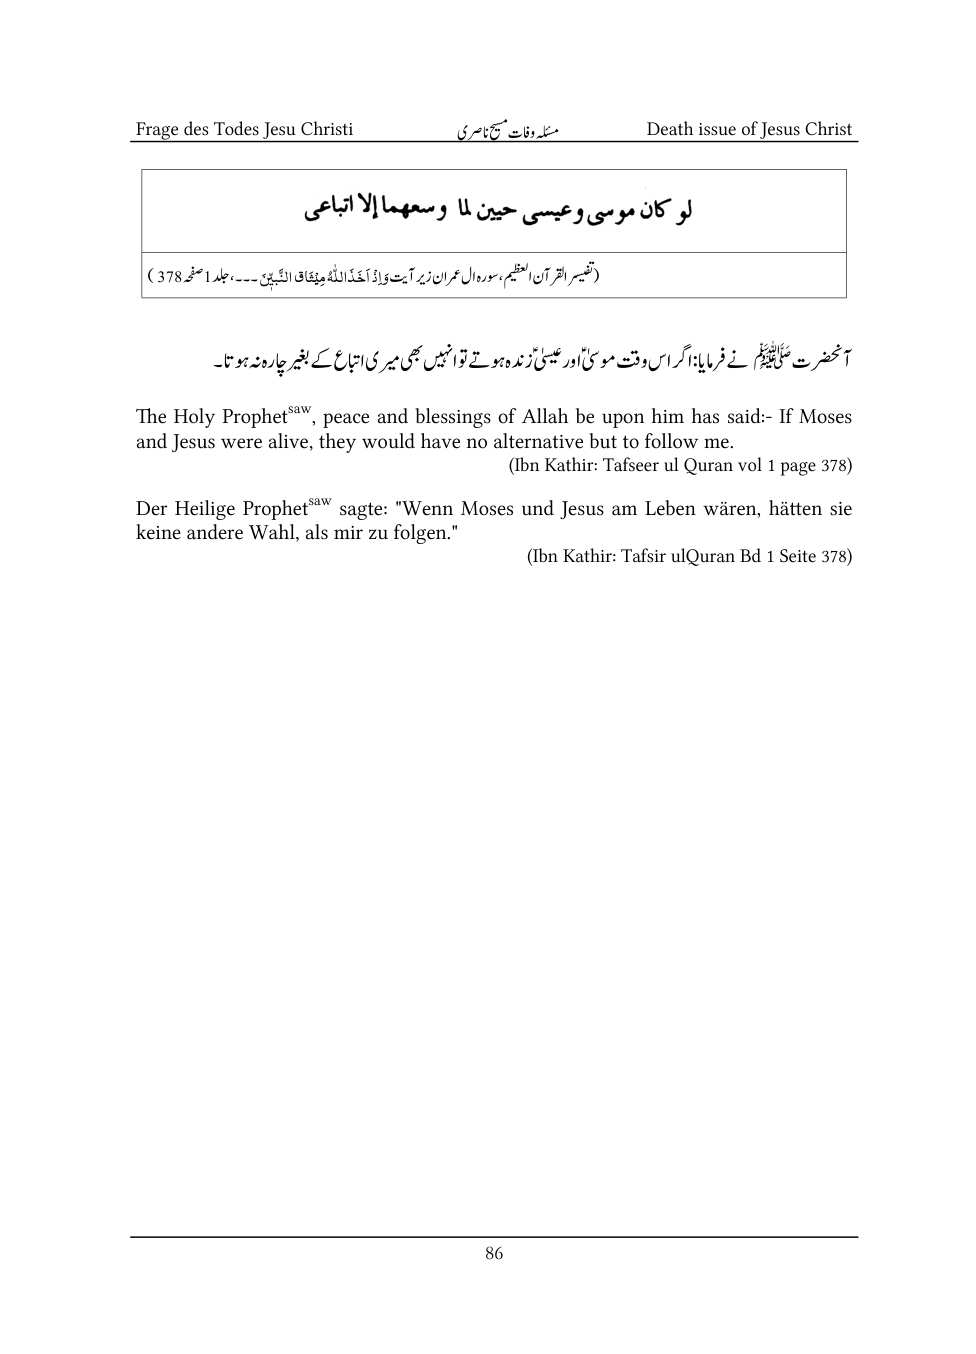 Frage des Todes Jesu Christi مسئلہ وفات مسیح ناصری Death issue of Jesus Christ
لو كان موسى وعيسى حيين لما وسعهما إلا اتباعى
(تفسیر القرآن العظیم، سورہ ال عمران زیر آیت وَاِذْ اَخَذَ اللّٰهُ مِيْثَاقَ النَّبِيّٖنَ ۔۔۔، جلد 1 صفحہ 378 )
آنحضرت ﷺ نے فرمایا: اگر اس وقت موسیٰؑ اور عیسیٰؑ زندہ ہوتے تو انہیں بھی میری اتباع کے بغیر چارہ نہ ہوتا۔
The Holy Prophetsaw, peace and blessings of Allah be upon him has said:- If Moses
and Jesus were alive, they would have no alternative but to follow me.
(Ibn Kathir: Tafseer ul Quran vol 1 page 378)
Der Heilige Prophetsaw sagte: "Wenn Moses und Jesus am Leben wären, hätten sie
keine andere Wahl, als mir zu folgen."
(Ibn Kathir: Tafsir ulQuran Bd 1 Seite 378)
86